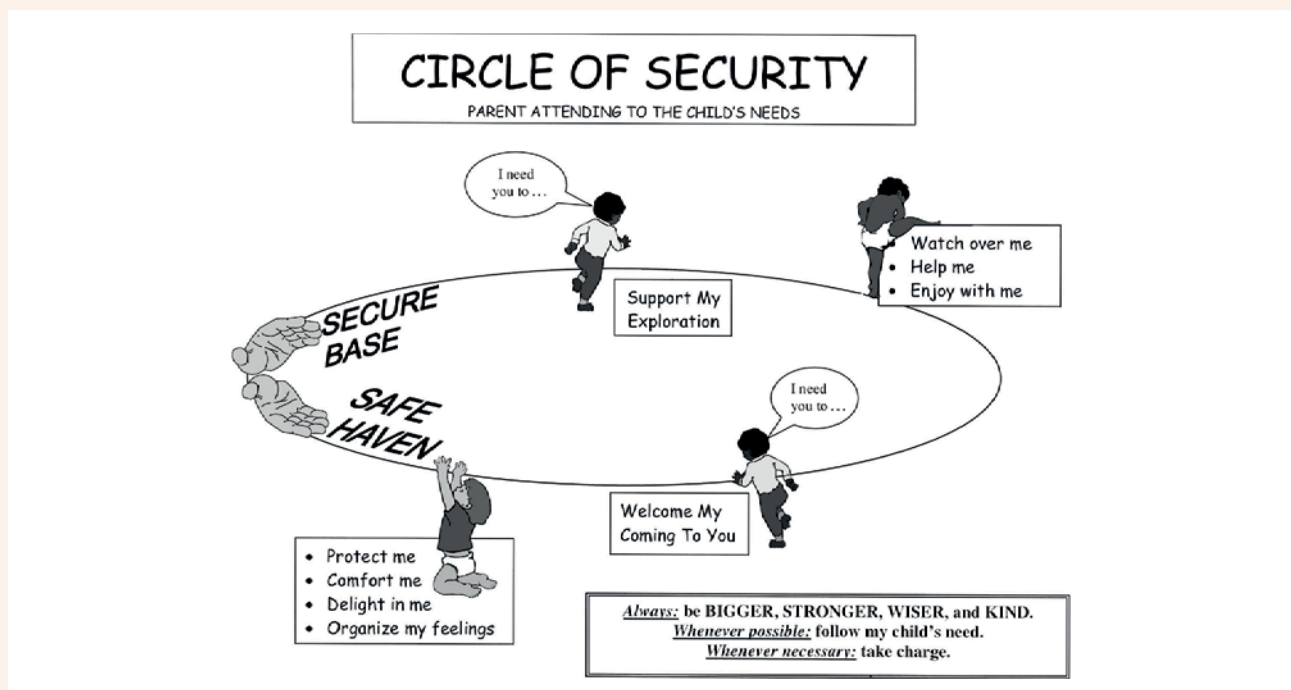 CIRCLE OF SECURITY
PARENT ATTENDING TO THE CHILD'S NEEDS
I need
you to ...
• Watch over me
• Help me
• Enjoy with me
SECURE
BASE
Support My
Exploration
I need
you to ...
SAFE
HAVEN
Welcome My
Coming To You
• Protect me
• Comfort me
• Delight in me
• Organize my feelings
Always: be BIGGER, STRONGER, WISER, and KIND.
Whenever possible: follow my child's need.
Whenever necessary: take charge.